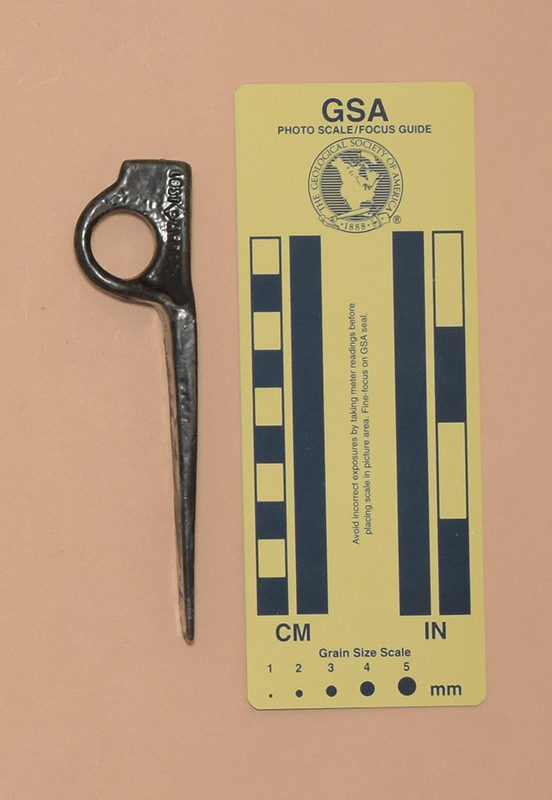 GSA
PHOTO SCALE/FOCUS GUIDE
THE GEOLOGICAL SOCIETY OF AMERICA
1888
®
Avoid incorrect exposures by taking meter readings before
placing scale in picture area. Fine-focus on GSA seal.
CM
IN
Grain Size Scale
1 2 3 4 5
mm